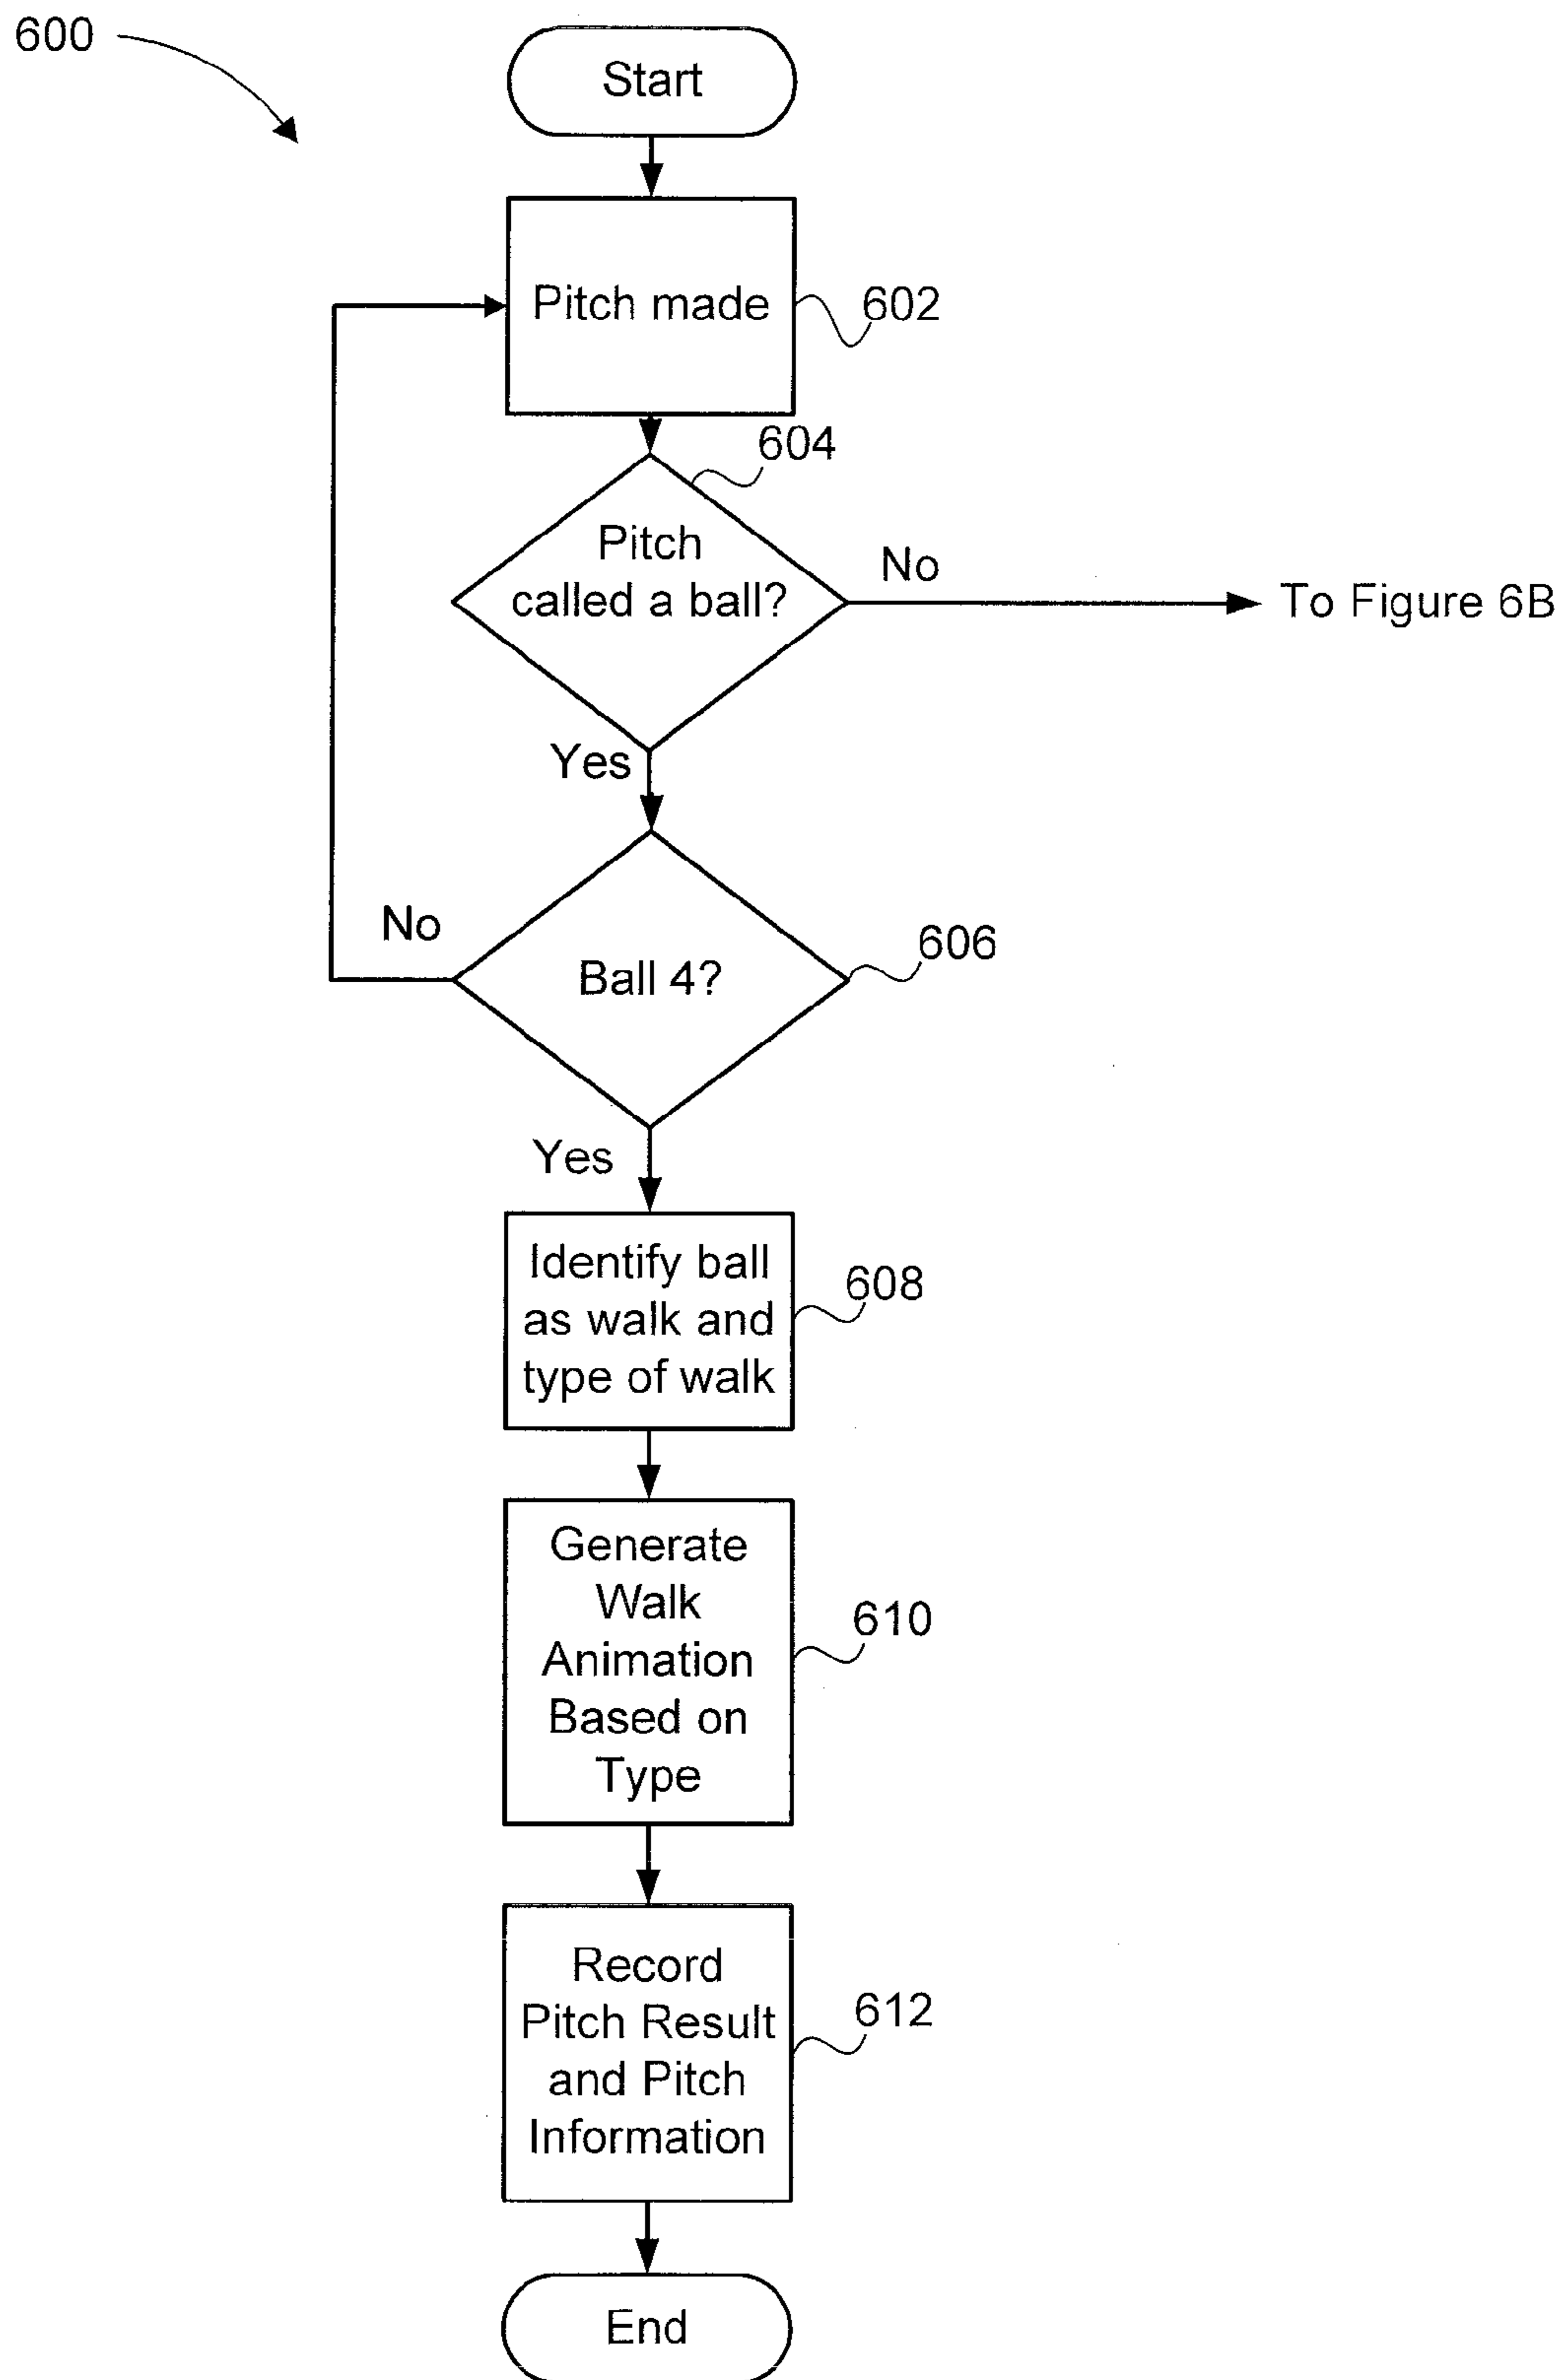 600
Start
Pitch made
602
604
Pitch
called a ball?
No
To Figure 6B
Yes
No
606
Ball 4?
Yes
Identify ball
as walk and
type of walk
608
Generate
Walk
Animation
Based on
Type
610
Record
Pitch Result
and Pitch
Information
612
End